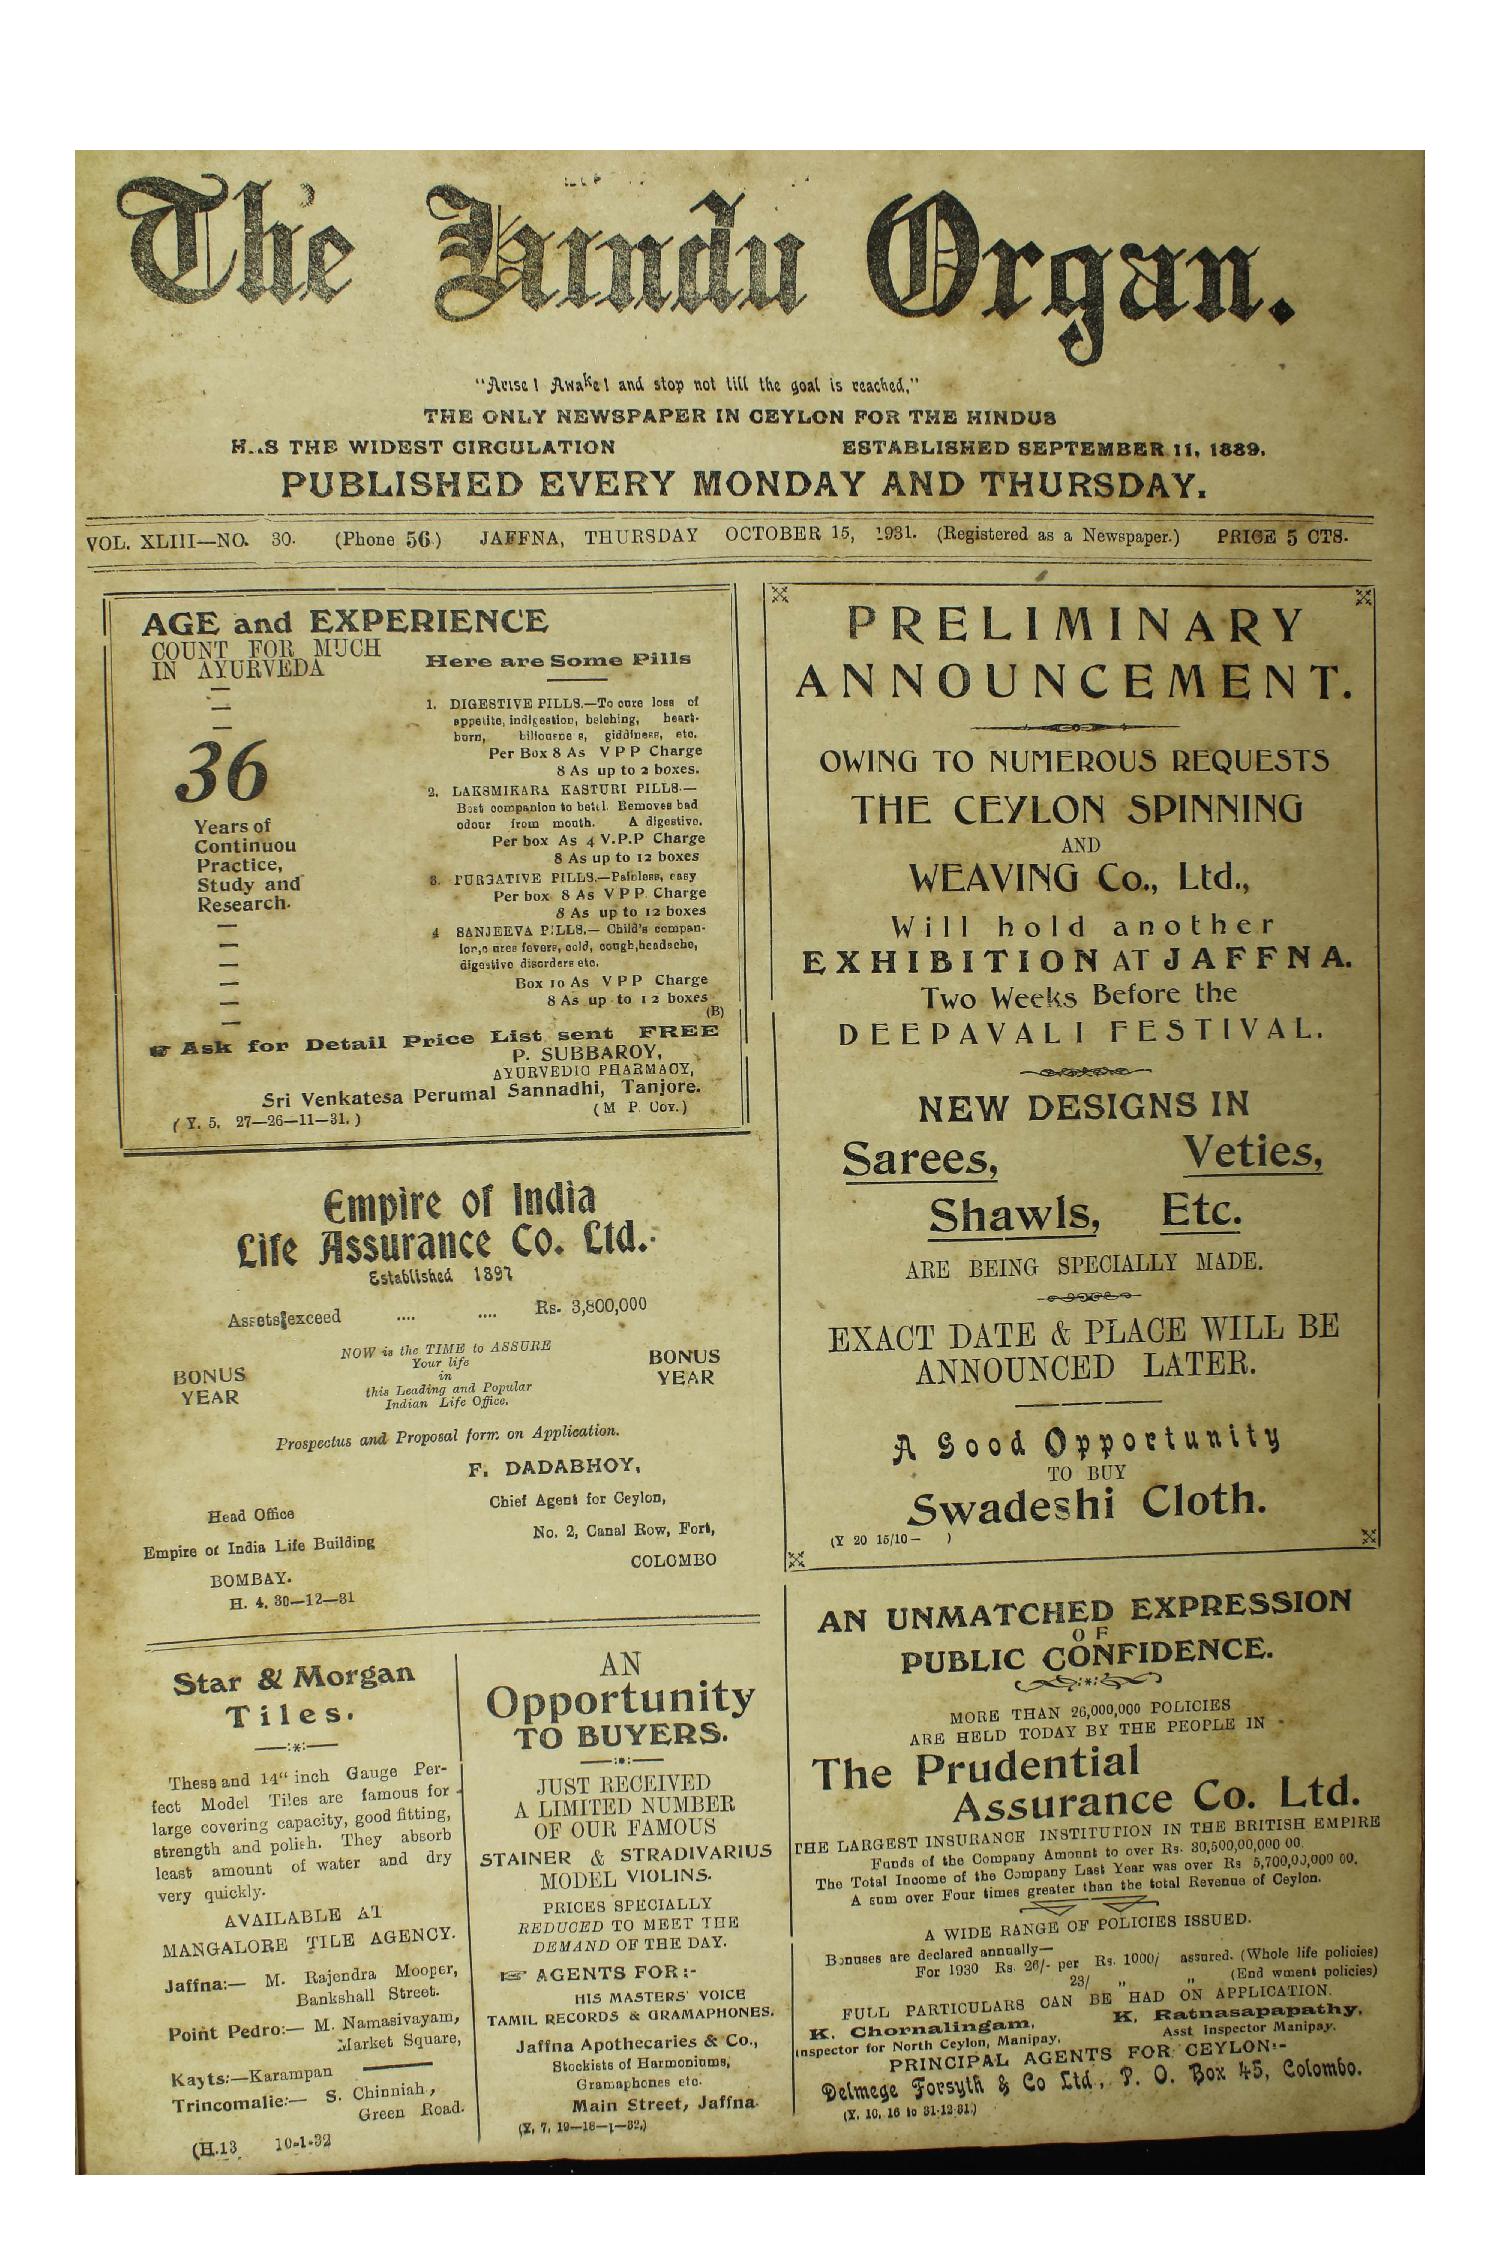 The Hindu Organ.
"Arise! Awake! and stop not till the goal is reached."
THE ONLY NEWSPAPER IN CEYLON FOR THE HINDUS
H..S THE WIDEST CIRCULATION
ESTABLISHED SEPTEMBER 11, 1889.
PUBLISHED EVERY MONDAY AND THURSDAY.
VOL. XLIII—NO. 30. (Phone 56.) JAFFNA, THURSDAY OCTOBER 15, 1931. (Registered as a Newspaper.) PRICE 5 CTS.
AGE and EXPERIENCE
COUNT FOR MUCH
IN AYURVEDA
36
Years of
Continuou
Practice,
Study and
Research.
Here are Some Pills
1. DIGESTIVE PILLS.—To cure loss of
appetite, indigestion, belching, heart-
burn, biliousne s, giddiness, etc.
Per Box 8 As V P P Charge
8 As up to 2 boxes.
2. LAKSMIKARA KASTURI PILLS.—
Best companion to betel. Removes bad
odour from mouth. A digestive.
Per box As 4 V.P.P Charge
8 As up to 12 boxes
3. PURGATIVE PILLS.—Painless, easy
Per box 8 As V P P Charge
8 As up to 12 boxes
4 SANJEEVA PILLS.— Child's compan-
ion,c ures fevers, cold, cough,headache,
digestive disorders etc.
Box 10 As V P P Charge
8 As up to 12 boxes
(B)
☞ Ask for Detail Price List sent FREE
P. SUBBAROY,
AYURVEDIC PHARMACY,
Sri Venkatesa Perumal Sannadhi, Tanjore.
( Y. 5. 27—26—11—31. ) (M P. Cov.)
Empire of India
Life Assurance Co. Ltd.
Established 1897
Assets exceed .... .... Rs. 3,800,000
BONUS
YEAR
NOW is the TIME to ASSURE
Your life
in
this Leading and Popular
Indian Life Office.
BONUS
YEAR
Prospectus and Proposal form on Application.
F. DADABHOY,
Chief Agent for Ceylon,
No. 2, Canal Row, Fort,
COLOMBO
Head Office
Empire of India Life Building
BOMBAY.
H. 4. 30—12—31
Star & Morgan
Tiles.
These and 14" inch Gauge Per-
fect Model Tiles are famous for
large covering capacity, good fitting,
strength and polish. They absorb
least amount of water and dry
very quickly.
AVAILABLE AT
MANGALORE TILE AGENCY.
Jaffna:— M. Rajendra Mooper,
Bankshall Street.
Point Pedro:— M. Namasivayam,
Market Square,
Kayts:—Karampan
Trincomalie:— S. Chinniah,
Green Road.
(H.13 10-1-32
AN
Opportunity
TO BUYERS.
JUST RECEIVED
A LIMITED NUMBER
OF OUR FAMOUS
STAINER & STRADIVARIUS
MODEL VIOLINS.
PRICES SPECIALLY
REDUCED TO MEET THE
DEMAND OF THE DAY.
☞ AGENTS FOR:-
HIS MASTERS' VOICE
TAMIL RECORDS & GRAMAPHONES.
Jaffna Apothecaries & Co.,
Stockists of Harmoniums,
Gramaphones etc.
Main Street, Jaffna.
(Y, 7, 19—18—1—32.)
PRELIMINARY
ANNOUNCEMENT.
OWING TO NUMEROUS REQUESTS
THE CEYLON SPINNING
AND
WEAVING Co., Ltd.,
Will hold another
EXHIBITION AT JAFFNA.
Two Weeks Before the
DEEPAVALI FESTIVAL.
NEW DESIGNS IN
Sarees, Veties,
Shawls, Etc.
ARE BEING SPECIALLY MADE.
EXACT DATE & PLACE WILL BE
ANNOUNCED LATER.
A Good Opportunity
TO BUY
Swadeshi Cloth.
(Y 20 15/10— )
AN UNMATCHED EXPRESSION
OF
PUBLIC CONFIDENCE.
MORE THAN 26,000,000 POLICIES
ARE HELD TODAY BY THE PEOPLE IN
The Prudential
Assurance Co. Ltd.
THE LARGEST INSURANCE INSTITUTION IN THE BRITISH EMPIRE
Funds of the Company Amount to over Rs. 30,500,00,000 00.
The Total Income of the Company Last Year was over Rs 5,700,00,000 00.
A sum over Four times greater than the total Revenue of Ceylon.
A WIDE RANGE OF POLICIES ISSUED.
Bonuses are declared annually—
For 1930 Rs. 26/- per Rs. 1000/ assured. (Whole life policies)
23/ " " (End wment policies)
FULL PARTICULARS CAN BE HAD ON APPLICATION.
K. Chornalingam,
Inspector for North Ceylon, Manipay.
K. Ratnasapapathy,
Asst Inspector Manipay.
PRINCIPAL AGENTS FOR CEYLON:-
Delmege Forsyth & Co Ltd, P. O. Box 45, Colombo.
(Y. 10. 16 to 31-12-31.)